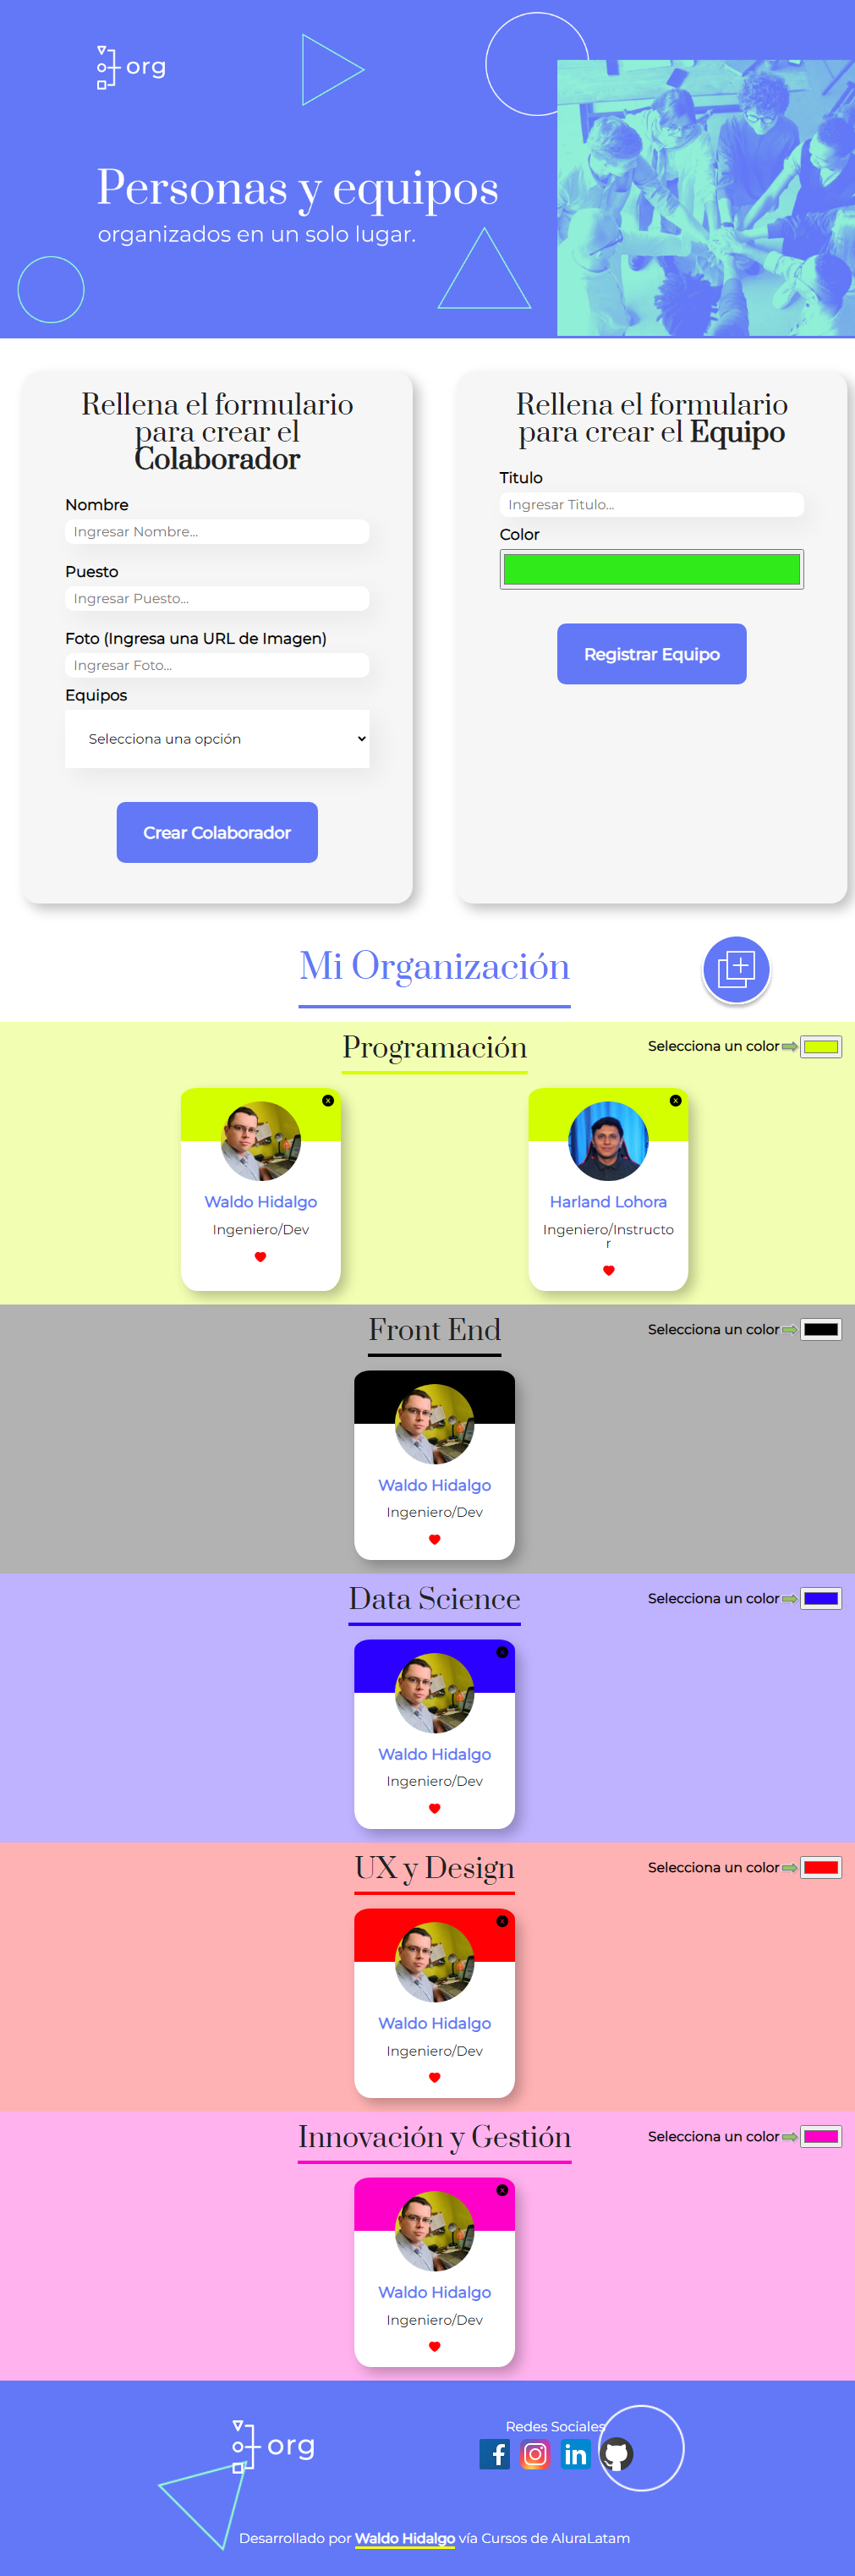 org
Personas y equipos
organizados en un solo lugar.
Rellena el formulario
para crear el
Colaborador
Nombre
Ingresar Nombre...
Puesto
Ingresar Puesto...
Foto (Ingresa una URL de Imagen)
Ingresar Foto...
Equipos
Selecciona una opción
Crear Colaborador
Rellena el formulario
para crear el Equipo
Titulo
Ingresar Titulo...
Color
Registrar Equipo
Mi Organización
Programación
Selecciona un color
Waldo Hidalgo
Ingeniero/Dev
Harland Lohora
Ingeniero/Instructo
r
Front End
Selecciona un color
Waldo Hidalgo
Ingeniero/Dev
Data Science
Selecciona un color
Waldo Hidalgo
Ingeniero/Dev
UX y Design
Selecciona un color
Waldo Hidalgo
Ingeniero/Dev
Innovación y Gestión
Selecciona un color
Waldo Hidalgo
Ingeniero/Dev
org
Redes Sociales
Desarrollado por Waldo Hidalgo vía Cursos de AluraLatam